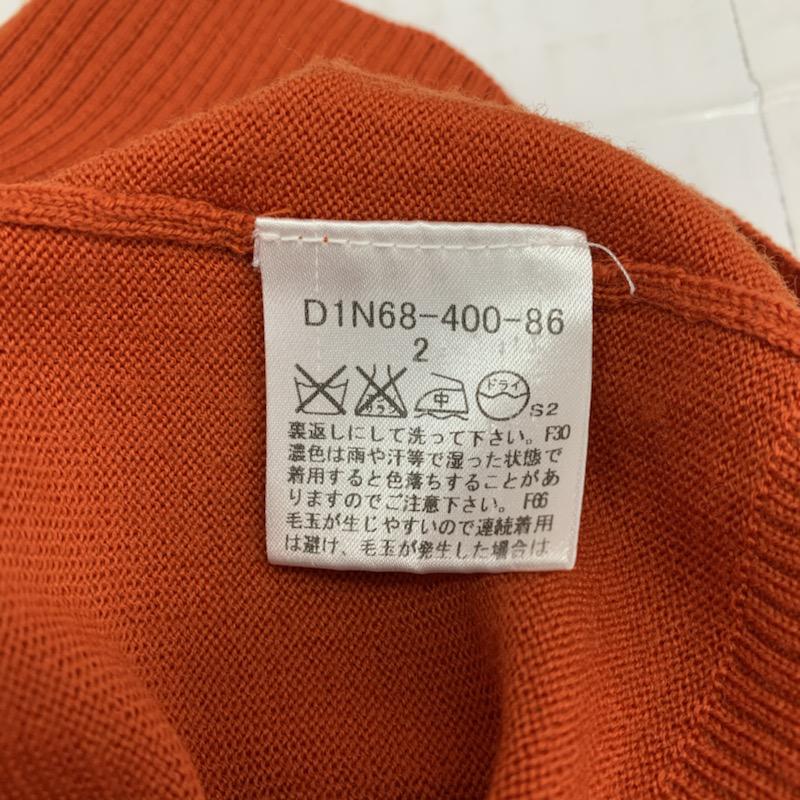 D1N68-400-86
2
中 ドライ S2
裏返しにして洗って下さい。F30
濃色は雨や汗等で湿った状態で
着用すると色落ちすることがあ
りますのでご注意下さい。F66
毛玉が生じやすいので連続着用
は避け、毛玉が発生した場合は